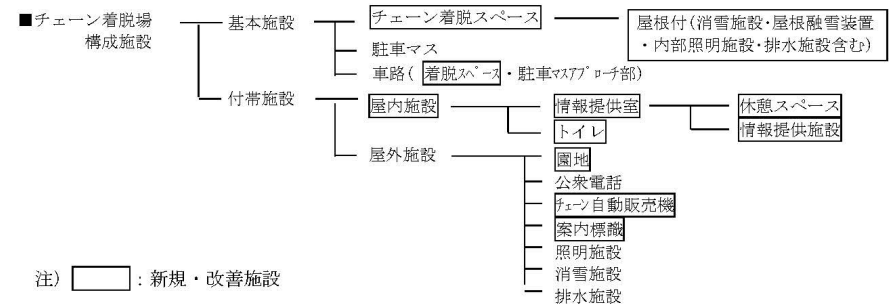 ■チェーン着脱場 基本施設 チェーン着脱スペース 屋根付(消雪施設・屋根融雪装置
構成施設 ・内部照明施設・排水施設含む)
駐車マス
車路( 着脱スペース・駐車マスアプローチ部)
付帯施設 屋内施設 情報提供室 休憩スペース
トイレ 情報提供施設
屋外施設 園地
公衆電話
チェーン自動販売機
案内標識
照明施設
消雪施設
排水施設
注) : 新規・改善施設